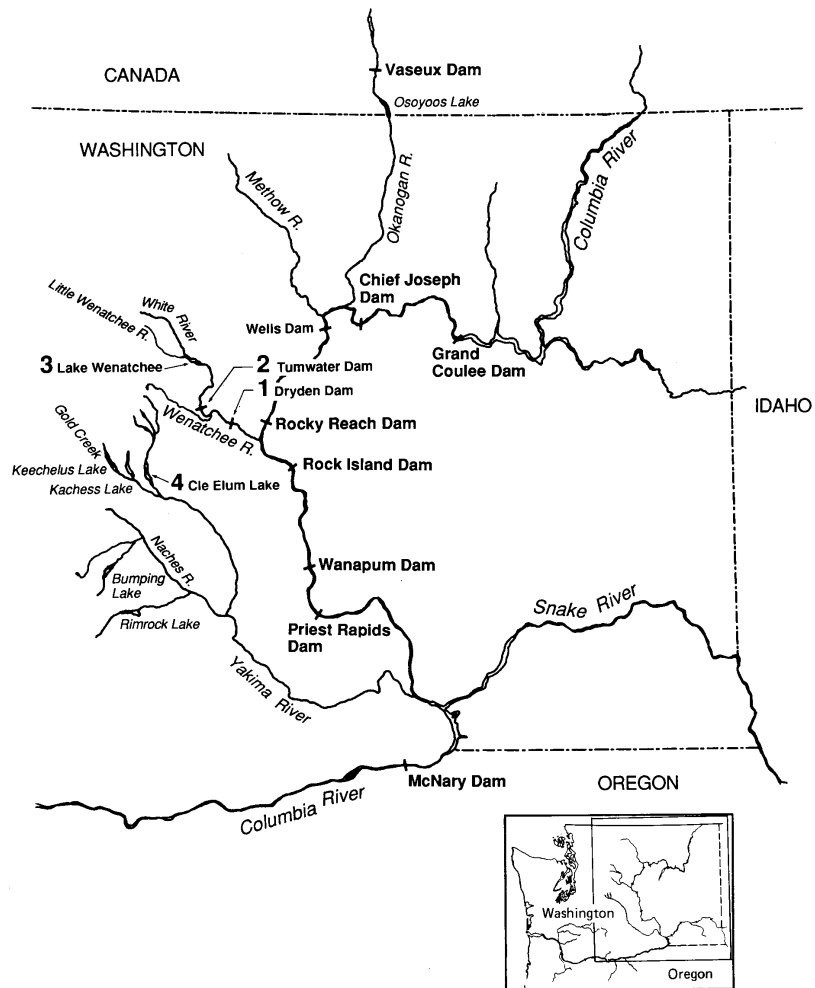 CANADA
Vaseux Dam
Osoyoos Lake
WASHINGTON
Columbia River
Methow R.
Okanogan R.
Chief Joseph
Dam
Little Wenatchee R.
White River
Wells Dam
Grand
Coulee Dam
3 Lake Wenatchee
2 Tumwater Dam
1 Dryden Dam
IDAHO
Gold Creek
Wenatchee R.
Rocky Reach Dam
Keechelus Lake
Rock Island Dam
Kachess Lake
4 Cle Elum Lake
Naches R.
Wanapum Dam
Bumping
Lake
Snake River
Rimrock Lake
Priest Rapids
Dam
Yakima River
McNary Dam
OREGON
Columbia River
Washington
Oregon